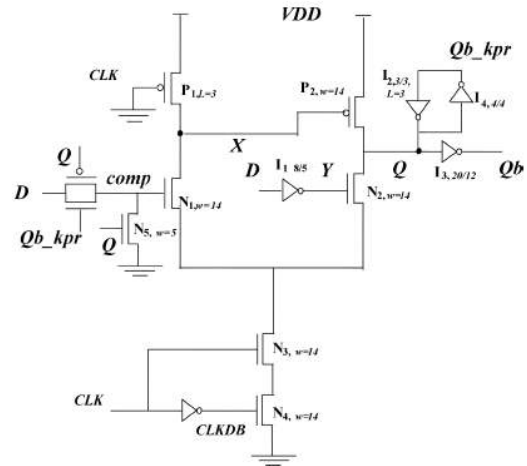 VDD
Qb_kpr
CLK
P1,L=3
P2, w=14
I2,3/3,
L=3
I4, 4/4
X
Q
D
comp
N1,w=14
D
I1 8/5
Y
N2,w=14
Q
I3, 20/12
Qb
Qb_kpr
Q
N5, w=5
N3, w=14
CLK
CLKDB
N4, w=14